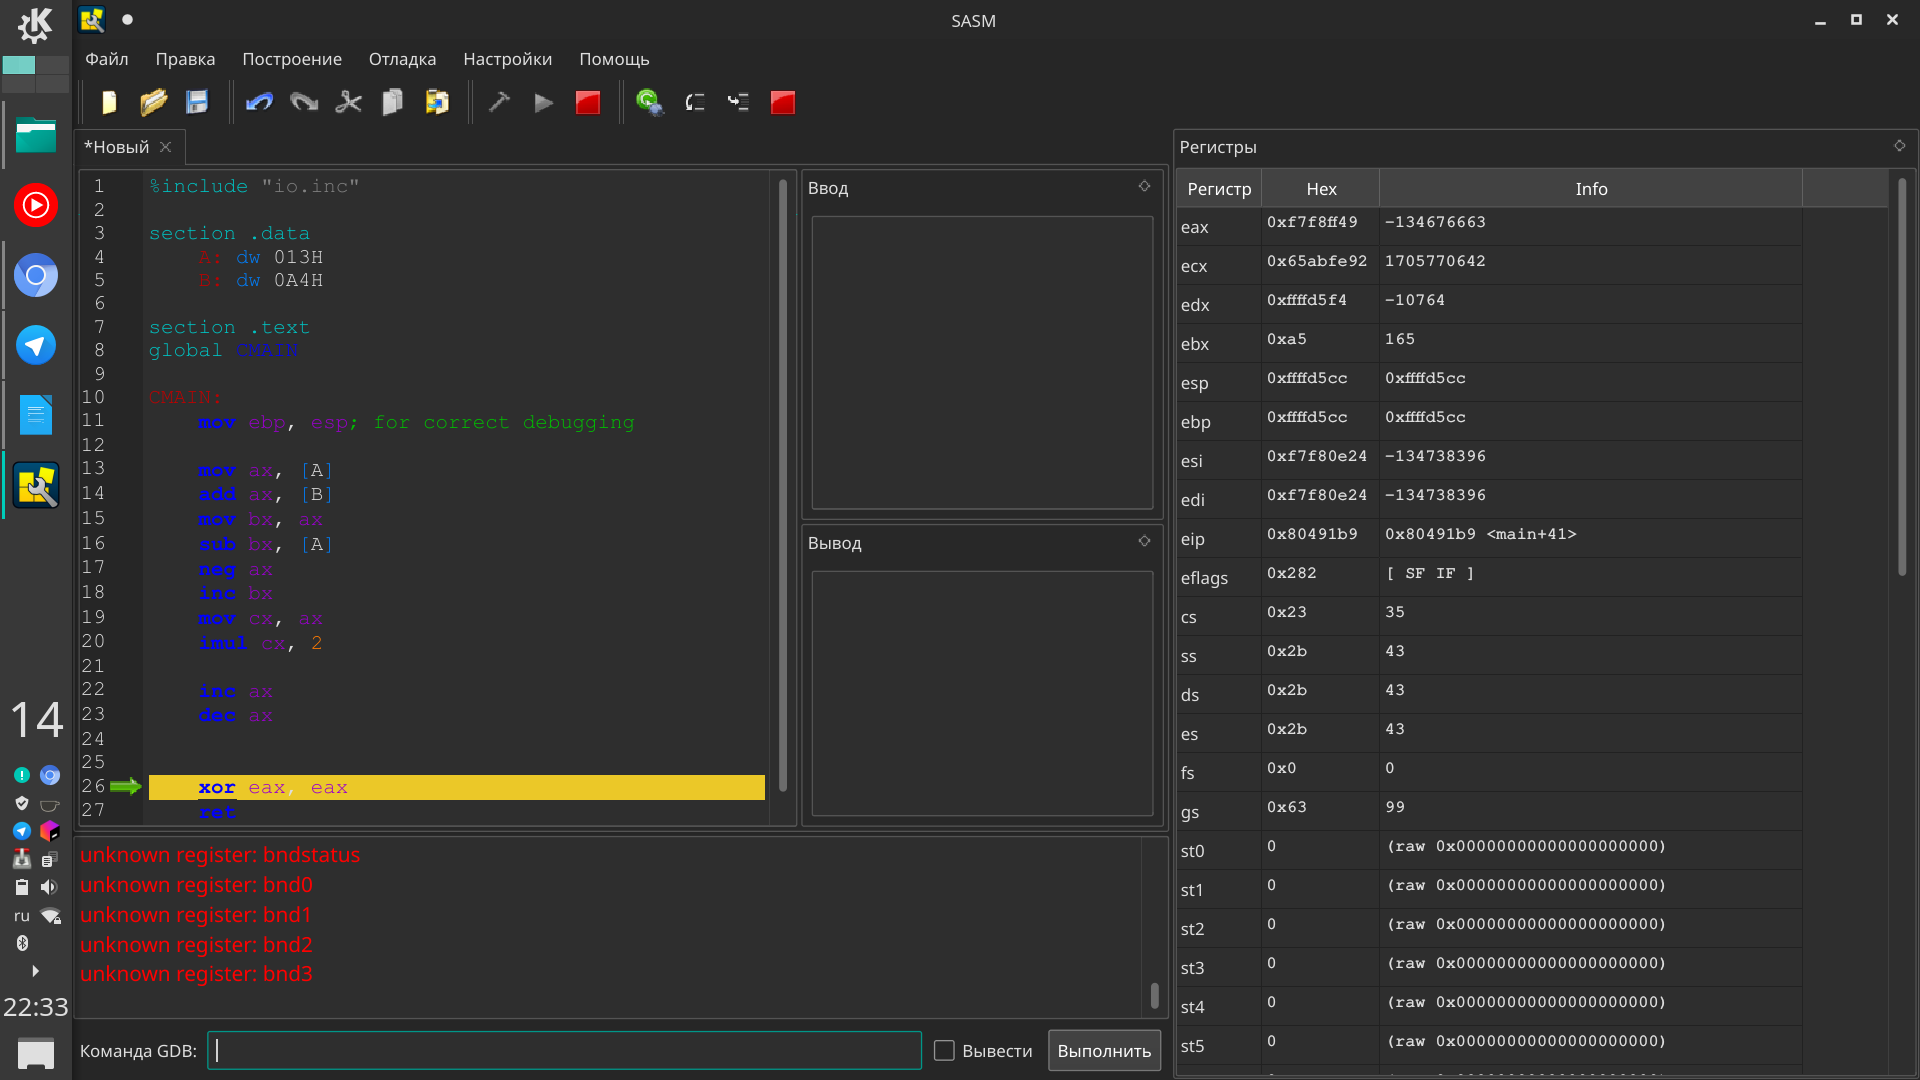 SASM
Файл Правка Построение Отладка Настройки Помощь
*Новый
1 %include "io.inc"
2
3 section .data
4 A: dw 013H
5 B: dw 0A4H
6
7 section .text
8 global CMAIN
9
10 CMAIN:
11 mov ebp, esp; for correct debugging
12
13 mov ax, [A]
14 add ax, [B]
15 mov bx, ax
16 sub bx, [A]
17 neg ax
18 inc bx
19 mov cx, ax
20 imul cx, 2
21
22 inc ax
23 dec ax
24
25
26 xor eax, eax
27 ret
Ввод
Вывод
unknown register: bndstatus
unknown register: bnd0
unknown register: bnd1
unknown register: bnd2
unknown register: bnd3
Команда GDB: Вывести Выполнить
Регистры
Регистр Hex Info
eax 0xf7f8ff49 -134676663
ecx 0x65abfe92 1705770642
edx 0xffffd5f4 -10764
ebx 0xa5 165
esp 0xffffd5cc 0xffffd5cc
ebp 0xffffd5cc 0xffffd5cc
esi 0xf7f80e24 -134738396
edi 0xf7f80e24 -134738396
eip 0x80491b9 0x80491b9 <main+41>
eflags 0x282 [ SF IF ]
cs 0x23 35
ss 0x2b 43
ds 0x2b 43
es 0x2b 43
fs 0x0 0
gs 0x63 99
st0 0 (raw 0x00000000000000000000)
st1 0 (raw 0x00000000000000000000)
st2 0 (raw 0x00000000000000000000)
st3 0 (raw 0x00000000000000000000)
st4 0 (raw 0x00000000000000000000)
st5 0 (raw 0x00000000000000000000)
14
ru
22:33